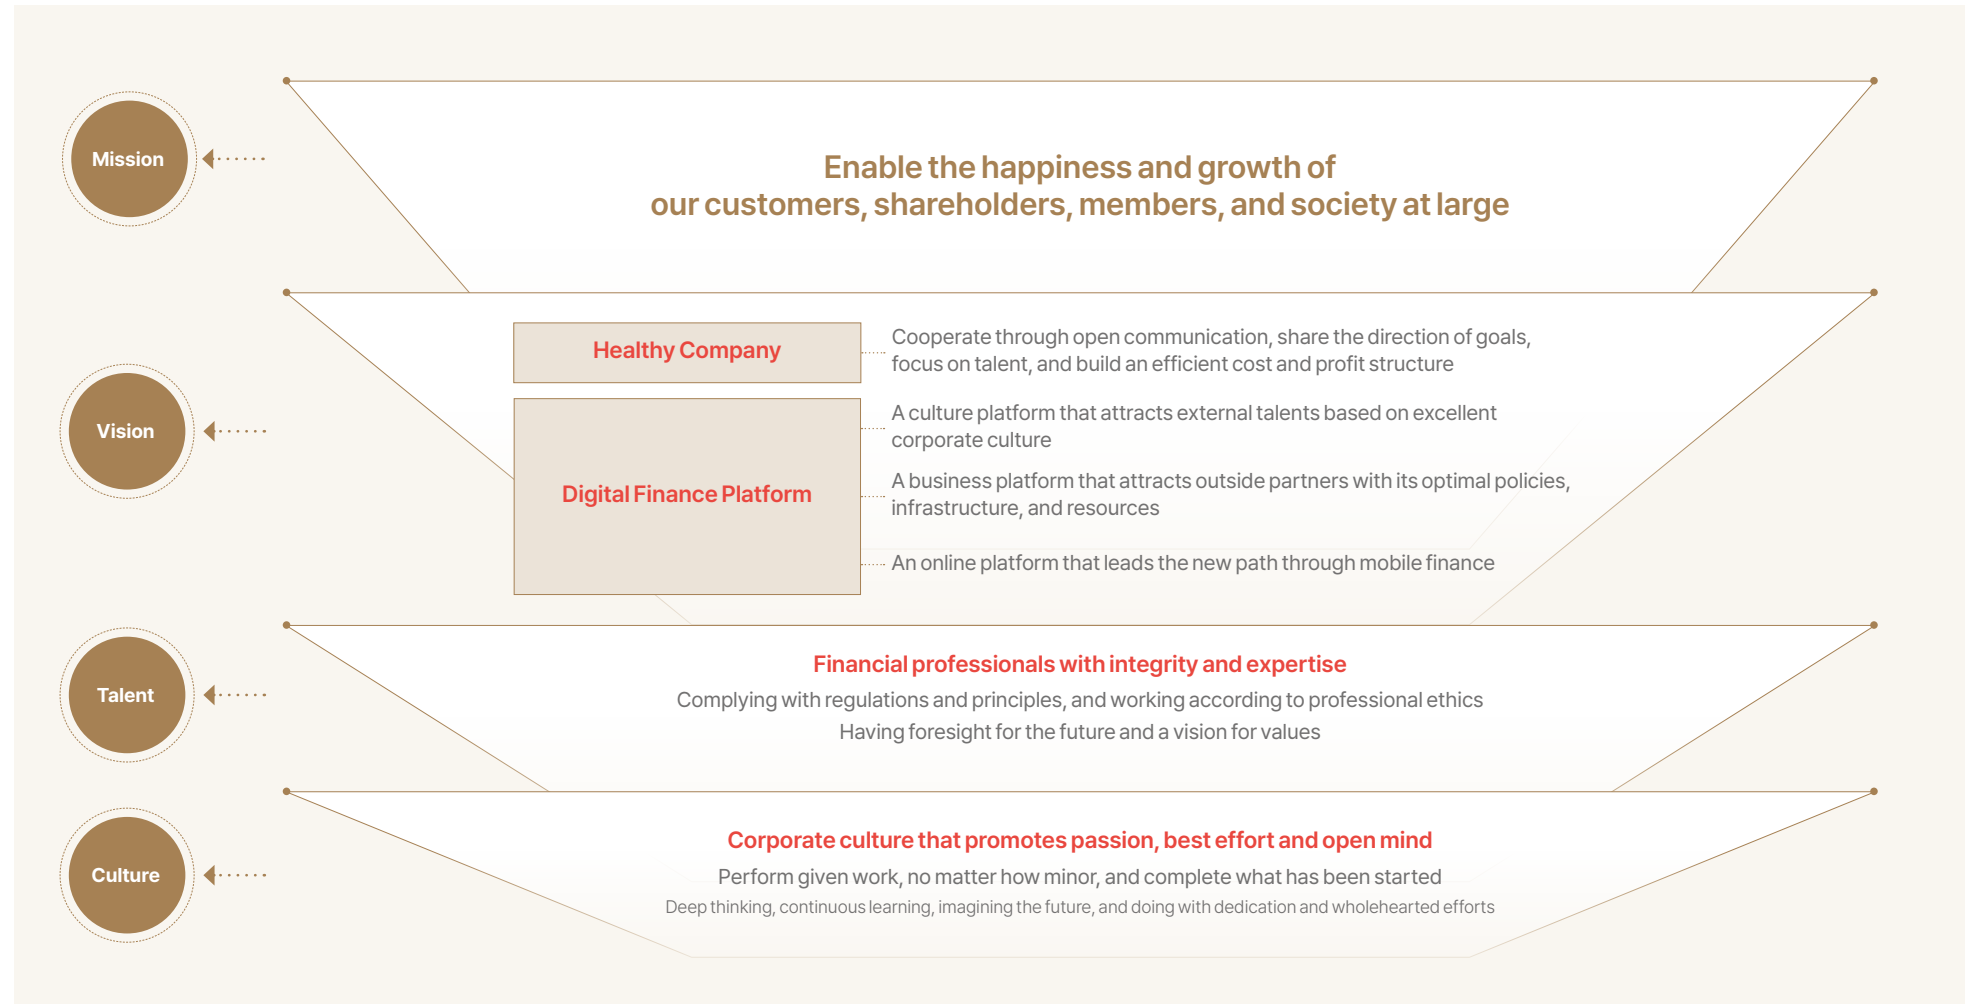 Mission
Enable the happiness and growth of
our customers, shareholders, members, and society at large
Vision
Healthy Company
Cooperate through open communication, share the direction of goals,
focus on talent, and build an efficient cost and profit structure
Digital Finance Platform
A culture platform that attracts external talents based on excellent
corporate culture
A business platform that attracts outside partners with its optimal policies,
infrastructure, and resources
An online platform that leads the new path through mobile finance
Talent
Financial professionals with integrity and expertise
Complying with regulations and principles, and working according to professional ethics
Having foresight for the future and a vision for values
Culture
Corporate culture that promotes passion, best effort and open mind
Perform given work, no matter how minor, and complete what has been started
Deep thinking, continuous learning, imagining the future, and doing with dedication and wholehearted efforts